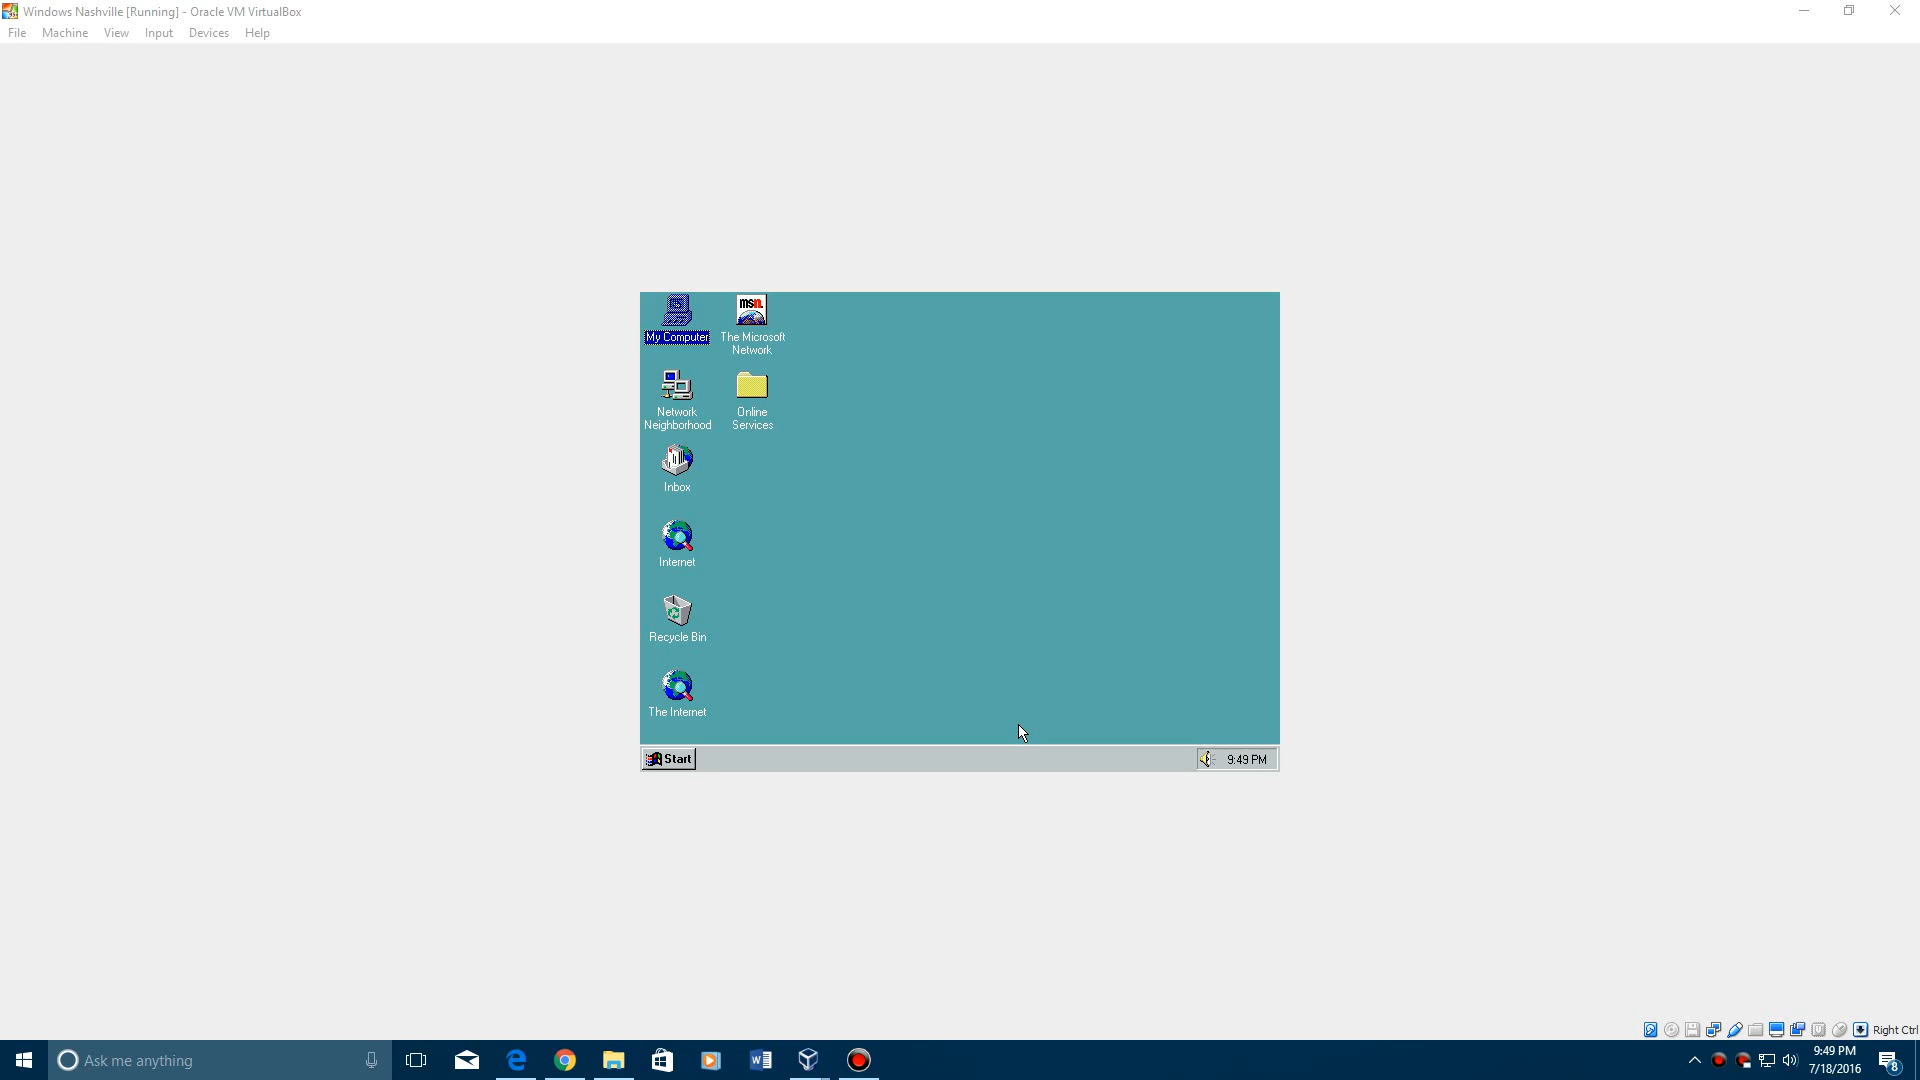 Windows Nashville [Running] - Oracle VM VirtualBox
File Machine View Input Devices Help
My Computer
msn.
The Microsoft
Network
Network
Neighborhood
Online
Services
Inbox
Internet
Recycle Bin
The Internet
Start
9:49 PM
Right Ctrl
Ask me anything
9:49 PM
7/18/2016
8